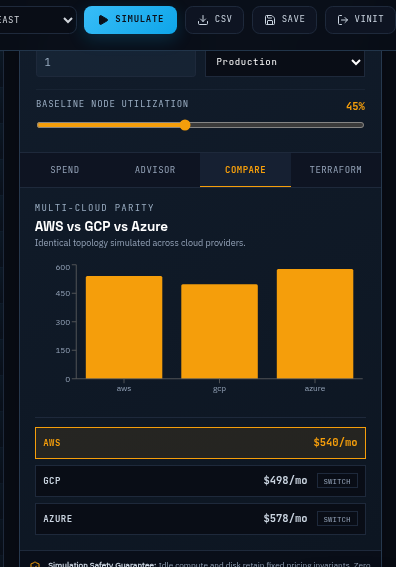 EAST
SIMULATE
CSV
SAVE
VINIT
1
Production
BASELINE NODE UTILIZATION
45%
SPEND
ADVISOR
COMPARE
TERRAFORM
MULTI-CLOUD PARITY
AWS vs GCP vs Azure
Identical topology simulated across cloud providers.
600
450
300
150
0
aws
gcp
azure
AWS
$540/mo
GCP
$498/mo
SWITCH
AZURE
$578/mo
SWITCH
Simulation Safety Guarantee: Idle compute and disk retain fixed pricing invariants. Zero